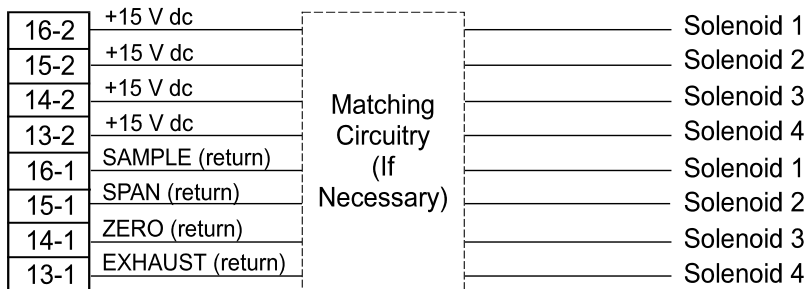 16-2 +15 V dc Solenoid 1
15-2 +15 V dc Solenoid 2
14-2 +15 V dc Solenoid 3
13-2 +15 V dc Solenoid 4
16-1 SAMPLE (return) Solenoid 1
15-1 SPAN (return) Solenoid 2
14-1 ZERO (return) Solenoid 3
13-1 EXHAUST (return) Solenoid 4
Matching
Circuitry
(If
Necessary)